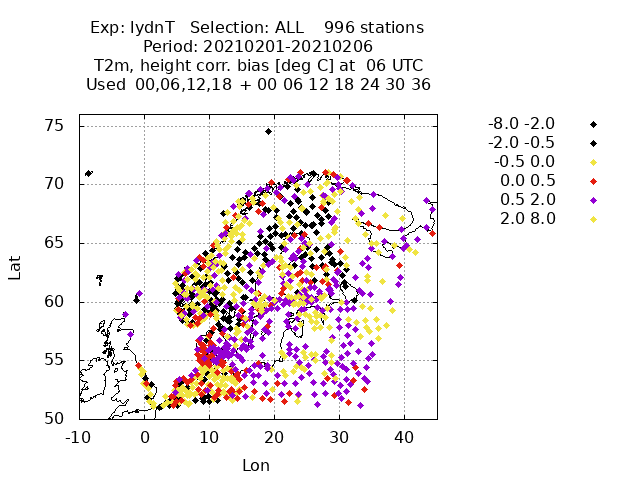 Exp: IydnT   Selection: ALL    996 stations
Period: 20210201-20210206
T2m, height corr. bias [deg C] at  06 UTC
Used  00,06,12,18  + 00 06 12 18 24 30 36
-8.0 -2.0
-2.0 -0.5
-0.5 0.0
0.0 0.5
0.5 2.0
2.0 8.0
75
70
65
60
55
50
Lat
-10 0 10 20 30 40
Lon